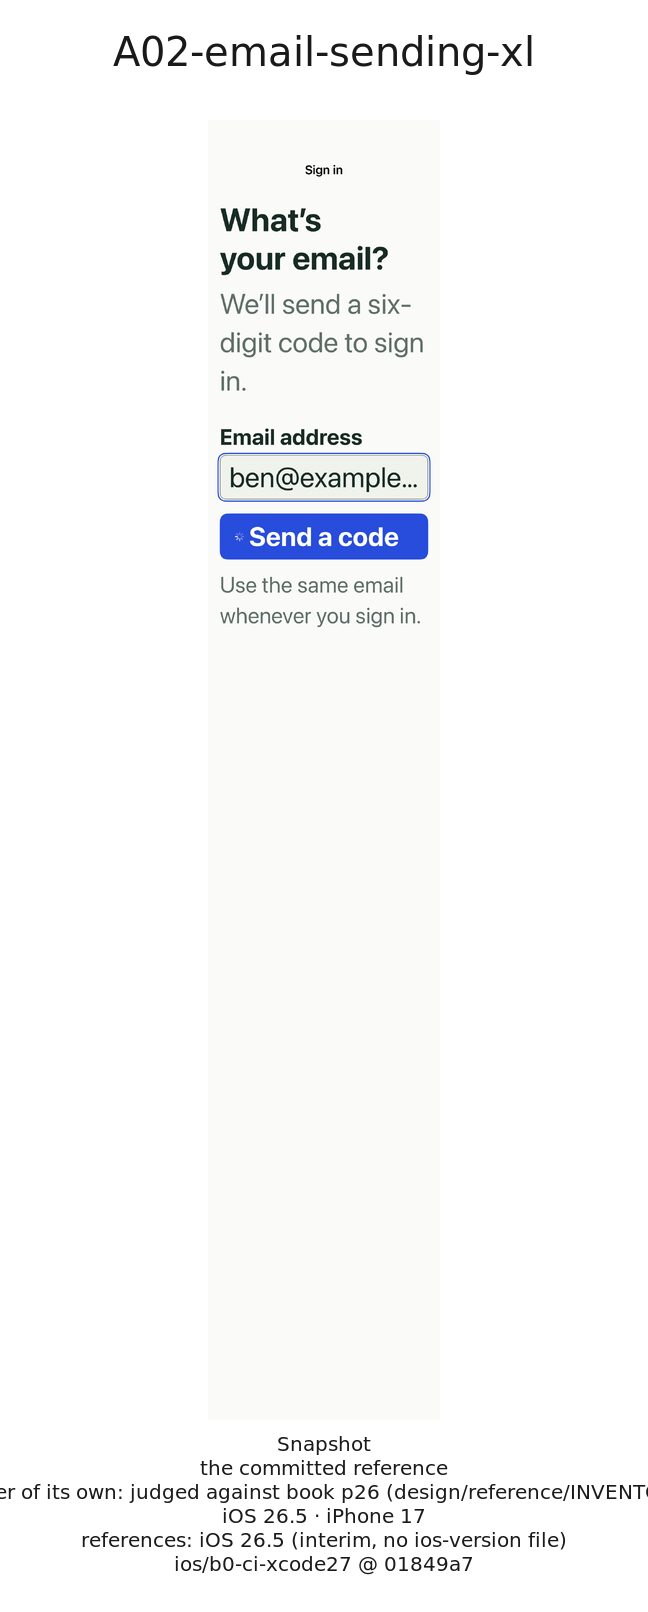 A02-email-sending-xl
Sign in
What’s
your email?
We’ll send a six-
digit code to sign
in.
Email address
ben@example...
Send a code
Use the same email
whenever you sign in.
Snapshot
the committed reference
of its own: judged against book p26 (design/reference/
iOS 26.5 · iPhone 17
references: iOS 26.5 (interim, no ios-version file)
ios/b0-ci-xcode27 @ 01849a7